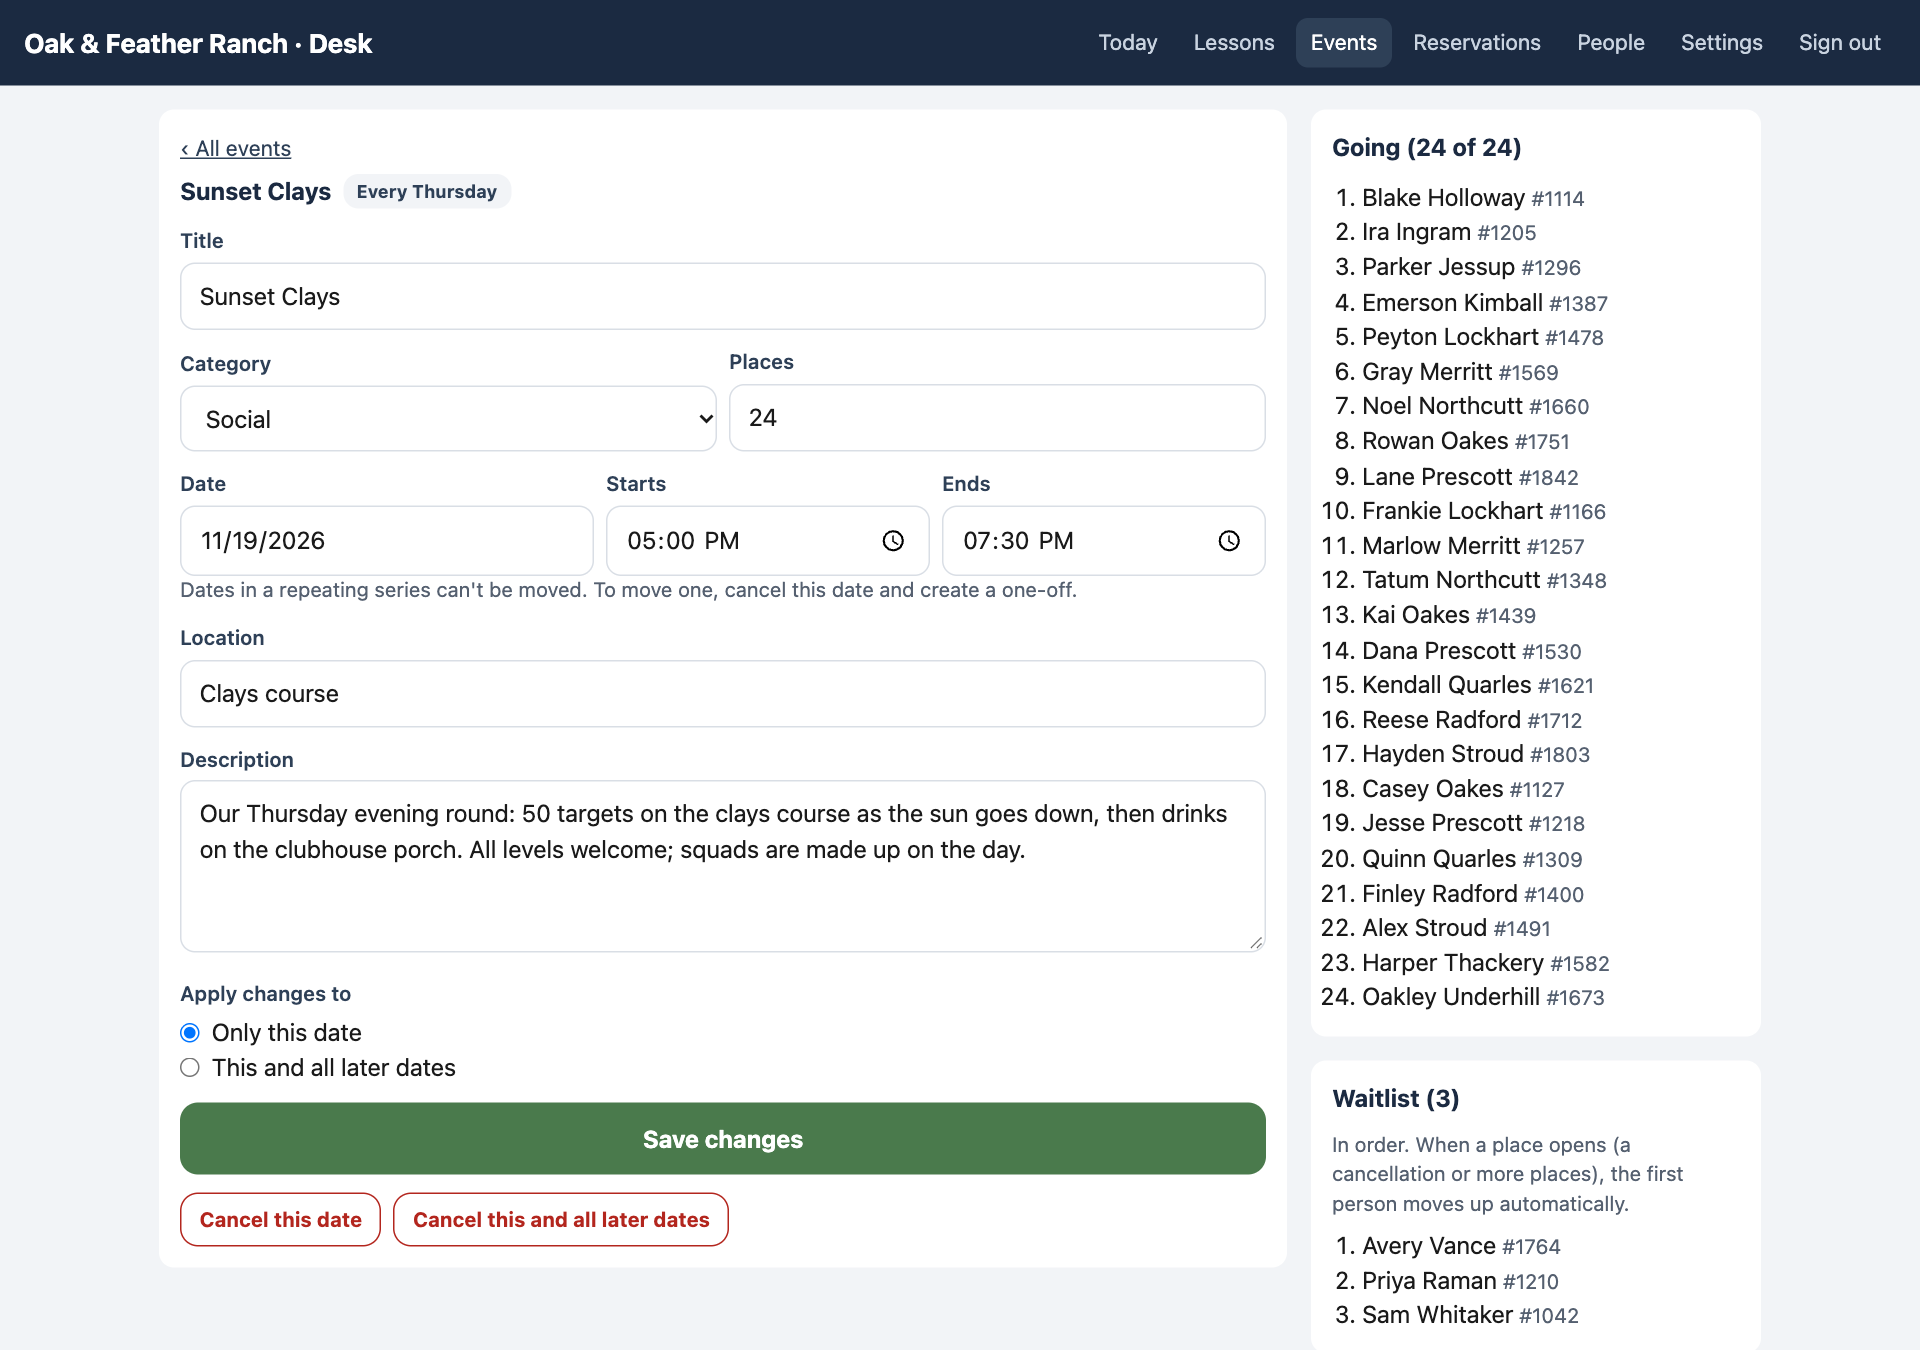 Oak & Feather Ranch · Desk
Today
Lessons
Events
Reservations
People
Settings
Sign out
‹ All events
Sunset Clays
Every Thursday
Title
Sunset Clays
Category
Places
Social
24
Date
Starts
Ends
11/19/2026
05:00 PM
07:30 PM
Dates in a repeating series can't be moved. To move one, cancel this date and create a one-off.
Location
Clays course
Description
Our Thursday evening round: 50 targets on the clays course as the sun goes down, then drinks
on the clubhouse porch. All levels welcome; squads are made up on the day.
Apply changes to
Only this date
This and all later dates
Save changes
Cancel this date
Cancel this and all later dates
Going (24 of 24)
1. Blake Holloway #1114
2. Ira Ingram #1205
3. Parker Jessup #1296
4. Emerson Kimball #1387
5. Peyton Lockhart #1478
6. Gray Merritt #1569
7. Noel Northcutt #1660
8. Rowan Oakes #1751
9. Lane Prescott #1842
10. Frankie Lockhart #1166
11. Marlow Merritt #1257
12. Tatum Northcutt #1348
13. Kai Oakes #1439
14. Dana Prescott #1530
15. Kendall Quarles #1621
16. Reese Radford #1712
17. Hayden Stroud #1803
18. Casey Oakes #1127
19. Jesse Prescott #1218
20. Quinn Quarles #1309
21. Finley Radford #1400
22. Alex Stroud #1491
23. Harper Thackery #1582
24. Oakley Underhill #1673
Waitlist (3)
In order. When a place opens (a
cancellation or more places), the first
person moves up automatically.
1. Avery Vance #1764
2. Priya Raman #1210
3. Sam Whitaker #1042